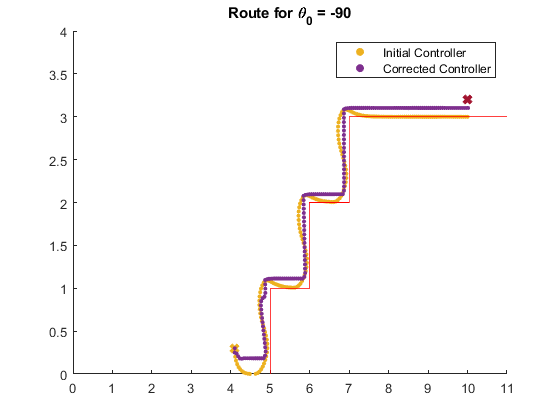 Route for θ0 = -90
Initial Controller
Corrected Controller
4
3.5
3
2.5
2
1.5
1
0.5
0
0 1 2 3 4 5 6 7 8 9 10 11